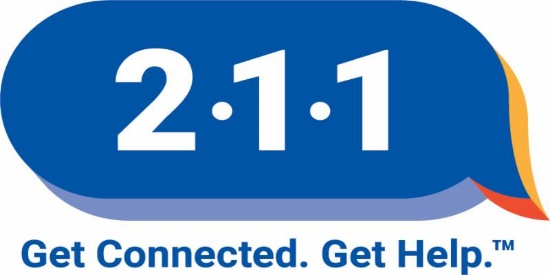 2·1·1
Get Connected. Get Help.™